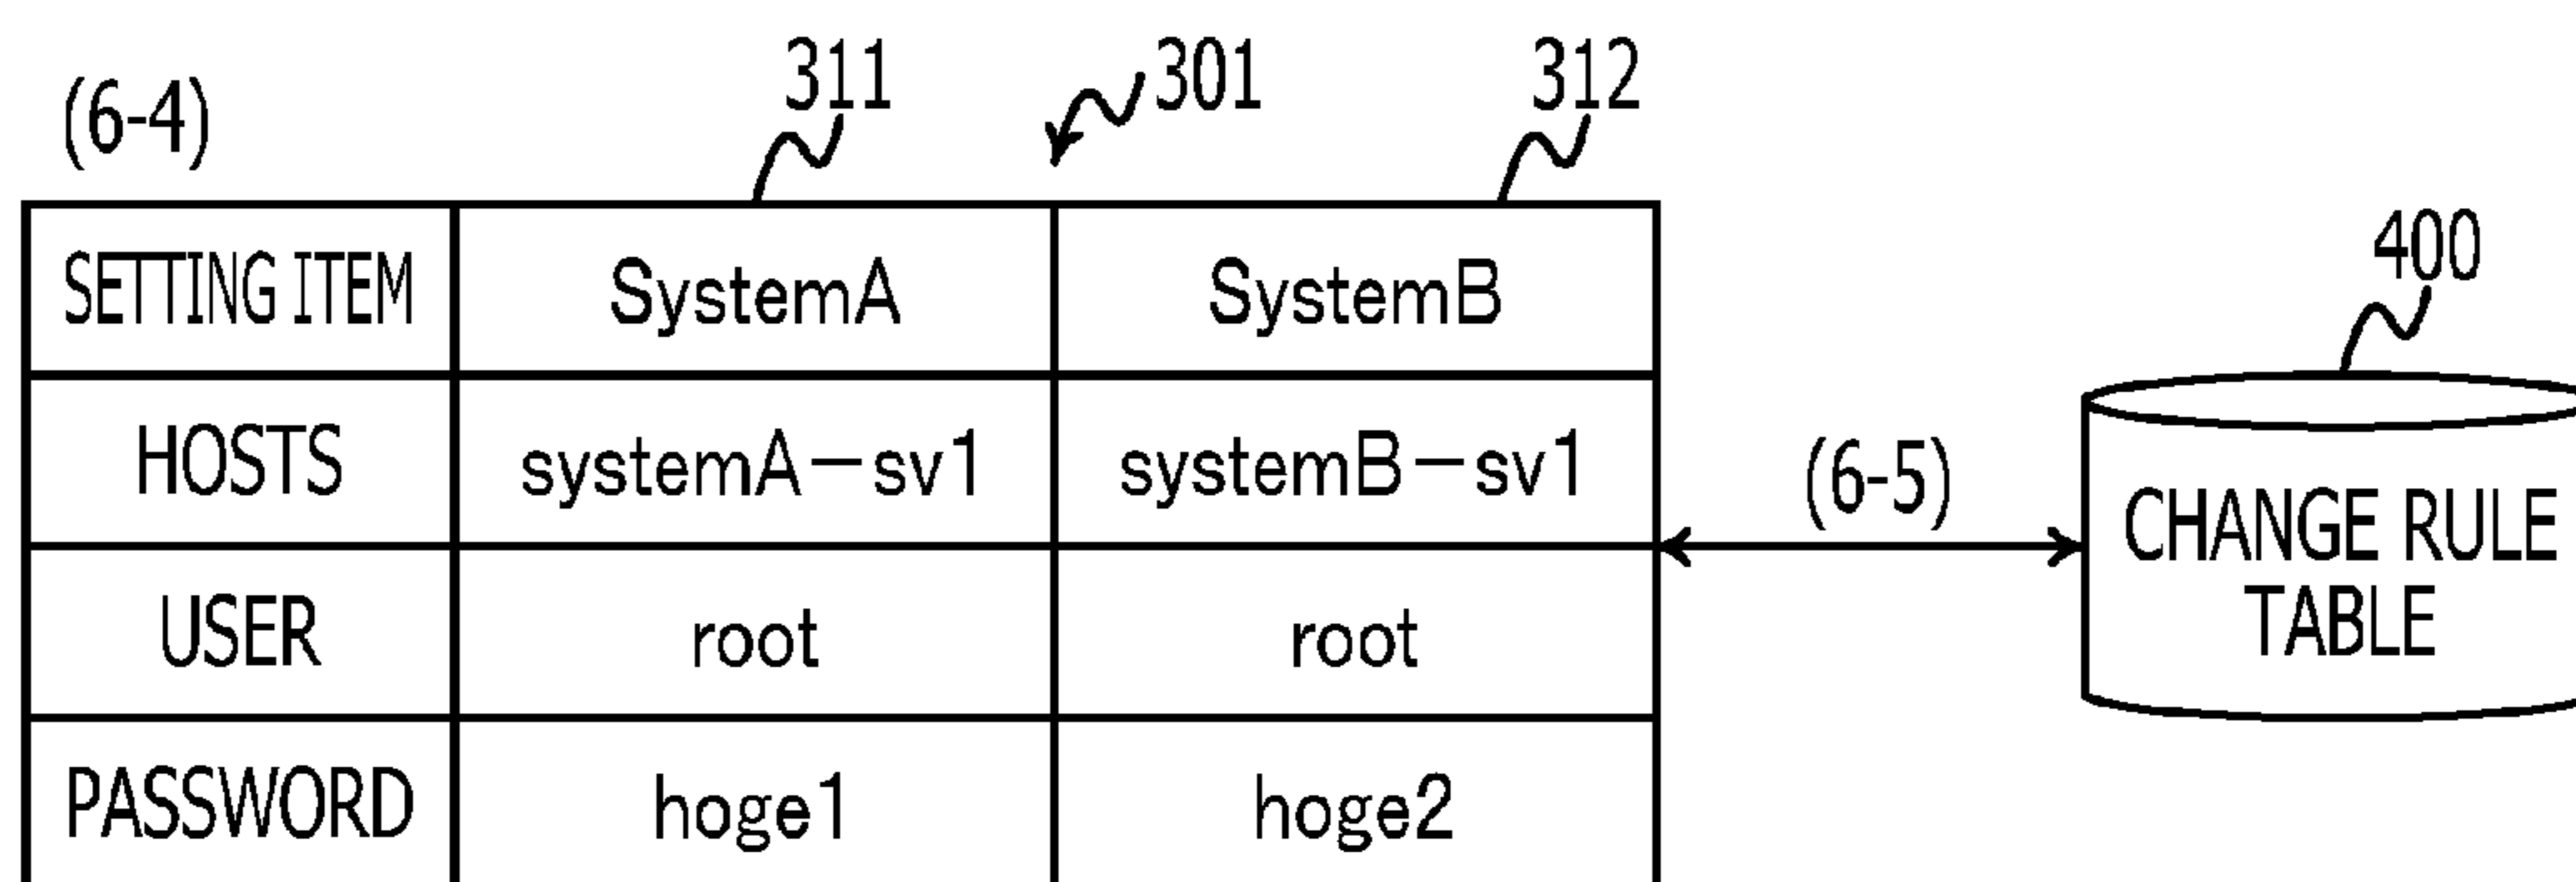 (6-4)
311
301
312
SETTING ITEM
SystemA
SystemB
HOSTS
systemA-sv1
systemB-sv1
USER
root
root
PASSWORD
hoge1
hoge2
(6-5)
400
CHANGE RULE
TABLE